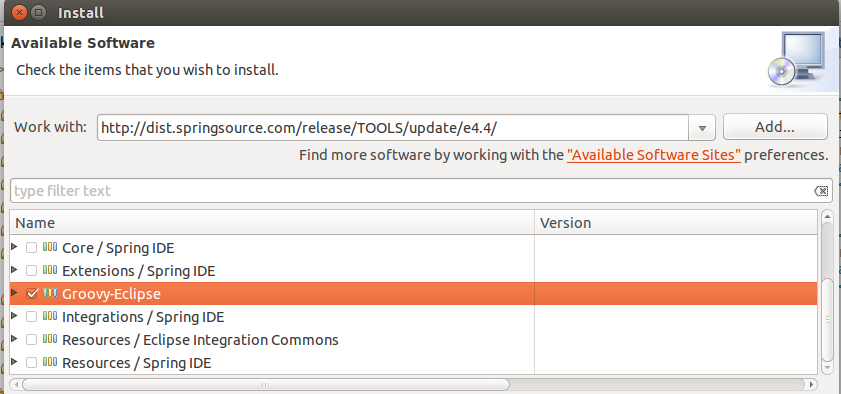 Install
Available Software
Check the items that you wish to install.
Work with: http://dist.springsource.com/release/TOOLS/update/e4.4/ Add...
Find more software by working with the "Available Software Sites" preferences.
type filter text
Name Version
Core / Spring IDE
Extensions / Spring IDE
Groovy-Eclipse
Integrations / Spring IDE
Resources / Eclipse Integration Commons
Resources / Spring IDE